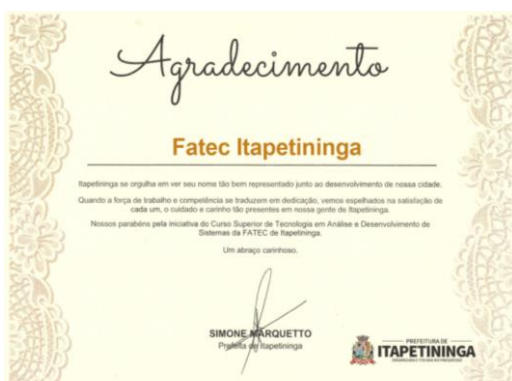 Agradecimento
Fatec Itapetininga
Itapetininga se orgulha em ver seu nome tão bem representado junto ao desenvolvimento de nossa cidade.
Quando a força de trabalho e competência se traduzem em dedicação, vemos espelhados na satisfação de
cada um, o cuidado e carinho tão presentes em nossa gente de Itapetininga.
Nossos parabéns pela iniciativa do Curso Superior de Tecnologia em Análise e Desenvolvimento de
Sistemas da FATEC de Itapetininga.
Um abraço carinhoso.
SIMONE MARQUETTO
Prefeita de Itapetininga
PREFEITURA DE
ITAPETININGA